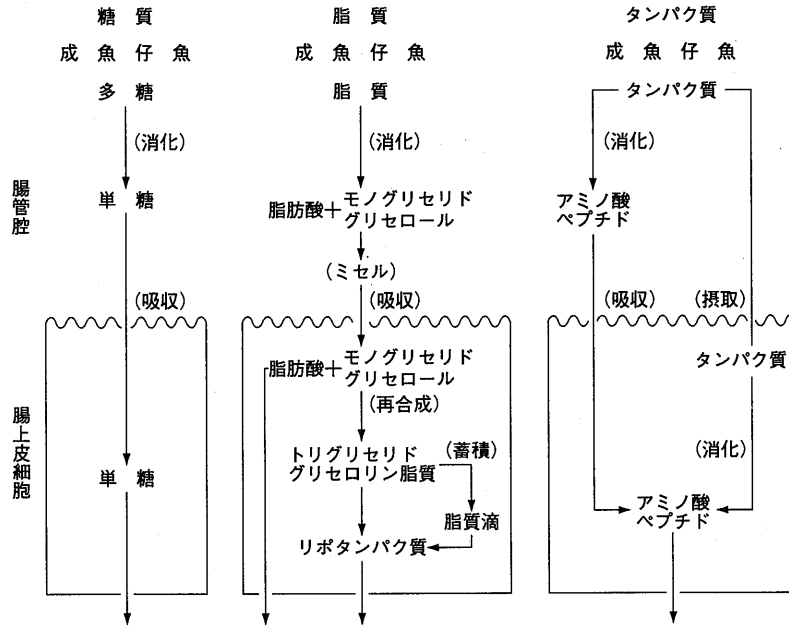 糖質
成魚仔魚
多糖
(消化)
単糖
(吸収)
単糖
脂質
成魚仔魚
脂質
(消化)
脂肪酸+モノグリセリド
グリセロール
(ミセル)
(吸収)
脂肪酸+モノグリセリド
グリセロール
(再合成)
トリグリセリド
グリセロリン脂質
(蓄積)
脂質滴
リポタンパク質
タンパク質
成魚仔魚
タンパク質
(消化)
アミノ酸
ペプチド
(吸収)
(摂取)
タンパク質
(消化)
アミノ酸
ペプチド
腸管腔
腸上皮細胞